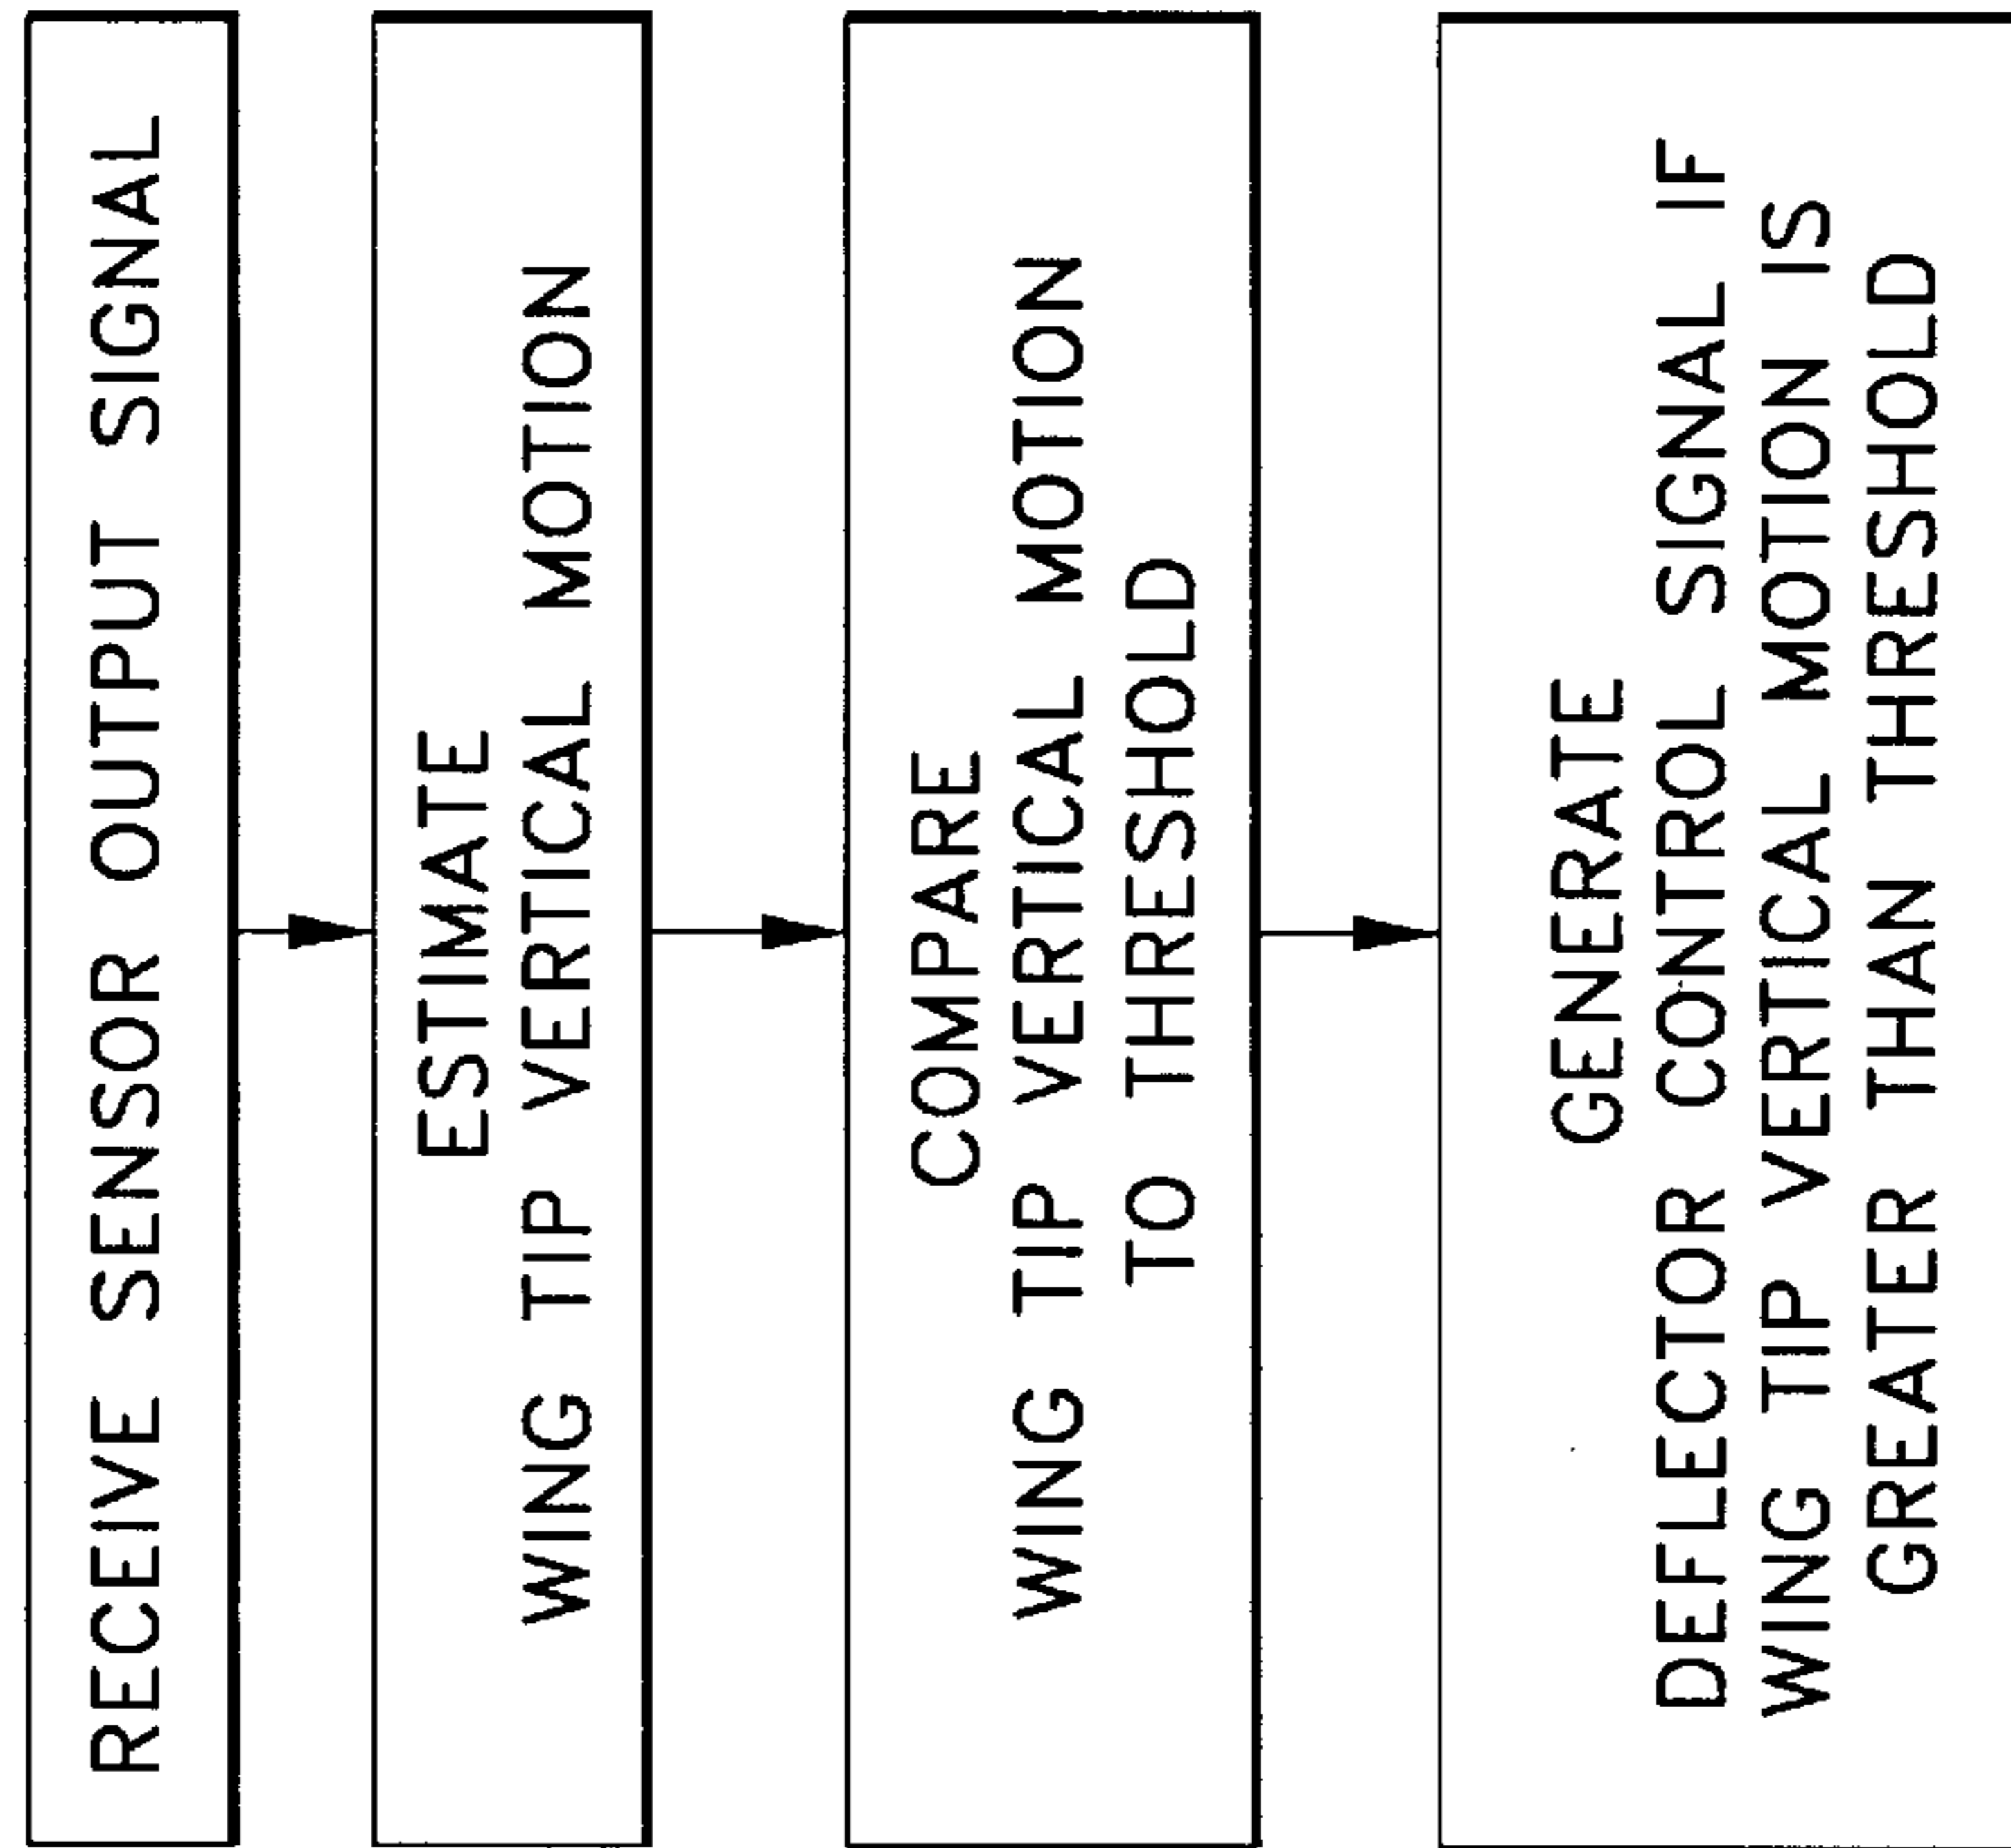 RECEIVE SENSOR OUTPUT SIGNAL
ESTIMATE
WING TIP VERTICAL MOTION
COMPARE
WING TIP VERTICAL MOTION
TO THRESHOLD
GENERATE
DEFLECTOR CONTROL SIGNAL IF
WING TIP VERTICAL MOTION IS
GREATER THAN THRESHOLD